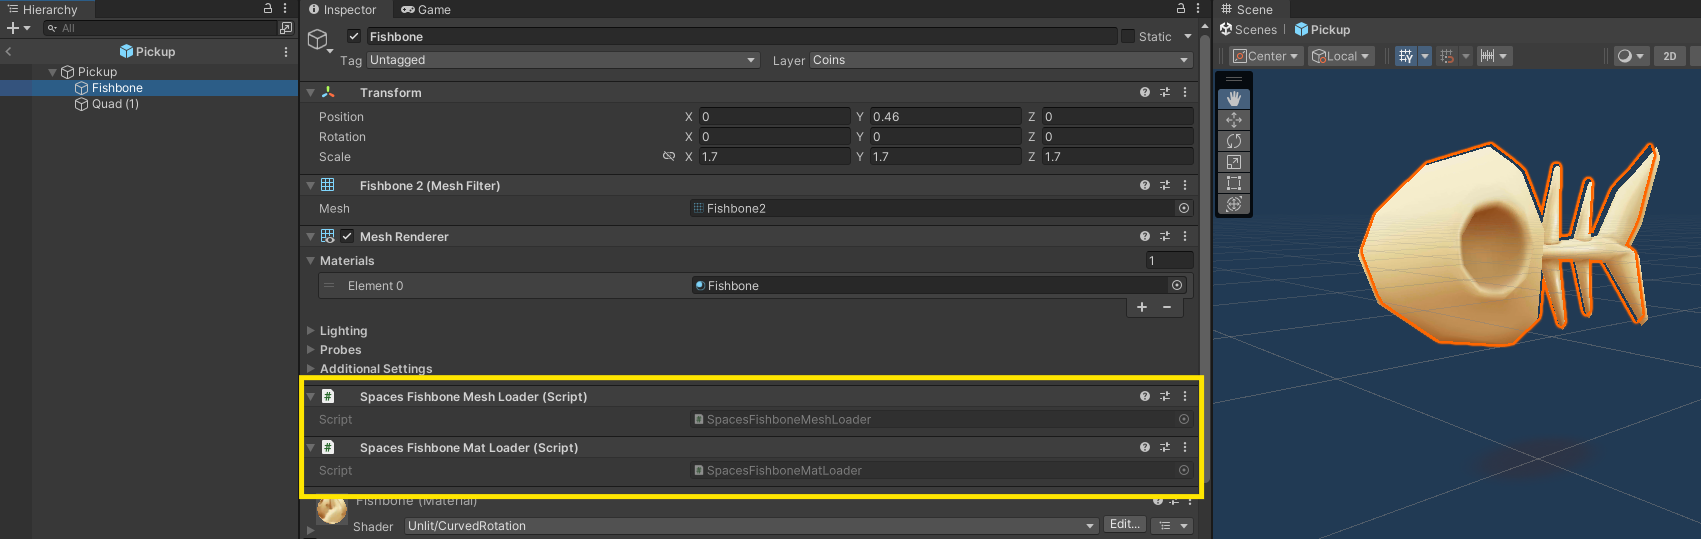 Hierarchy
All
Pickup
Pickup
Fishbone
Quad (1)
Inspector
Game
Fishbone
Static
Tag Untagged
Layer Coins
Transform
Position X 0 Y 0.46 Z 0
Rotation X 0 Y 0 Z 0
Scale X 1.7 Y 1.7 Z 1.7
Fishbone 2 (Mesh Filter)
Mesh Fishbone2
Mesh Renderer
Materials 1
Element 0 Fishbone
Lighting
Probes
Additional Settings
Spaces Fishbone Mesh Loader (Script)
Script SpacesFishboneMeshLoader
Spaces Fishbone Mat Loader (Script)
Script SpacesFishboneMatLoader
Fishbone (Material)
Shader Unlit/CurvedRotation Edit...
Scene
Scenes Pickup
Center Local 2D